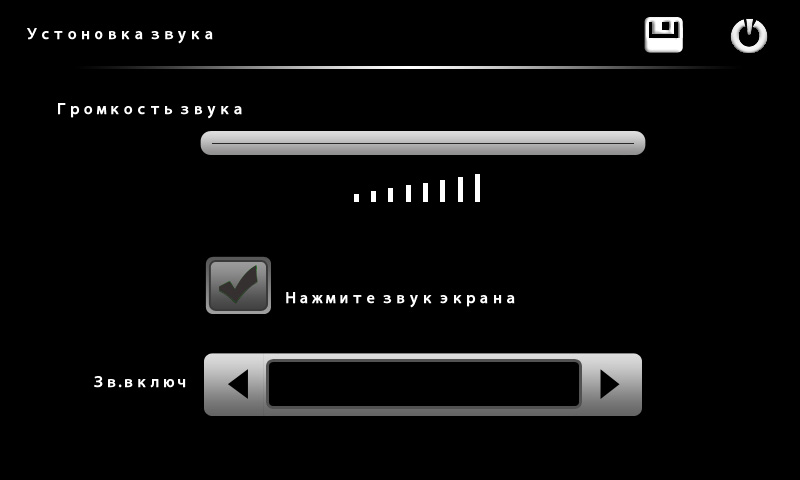 Устоновка звука
Громкость звука
Нажмите звук экрана
Зв.включ